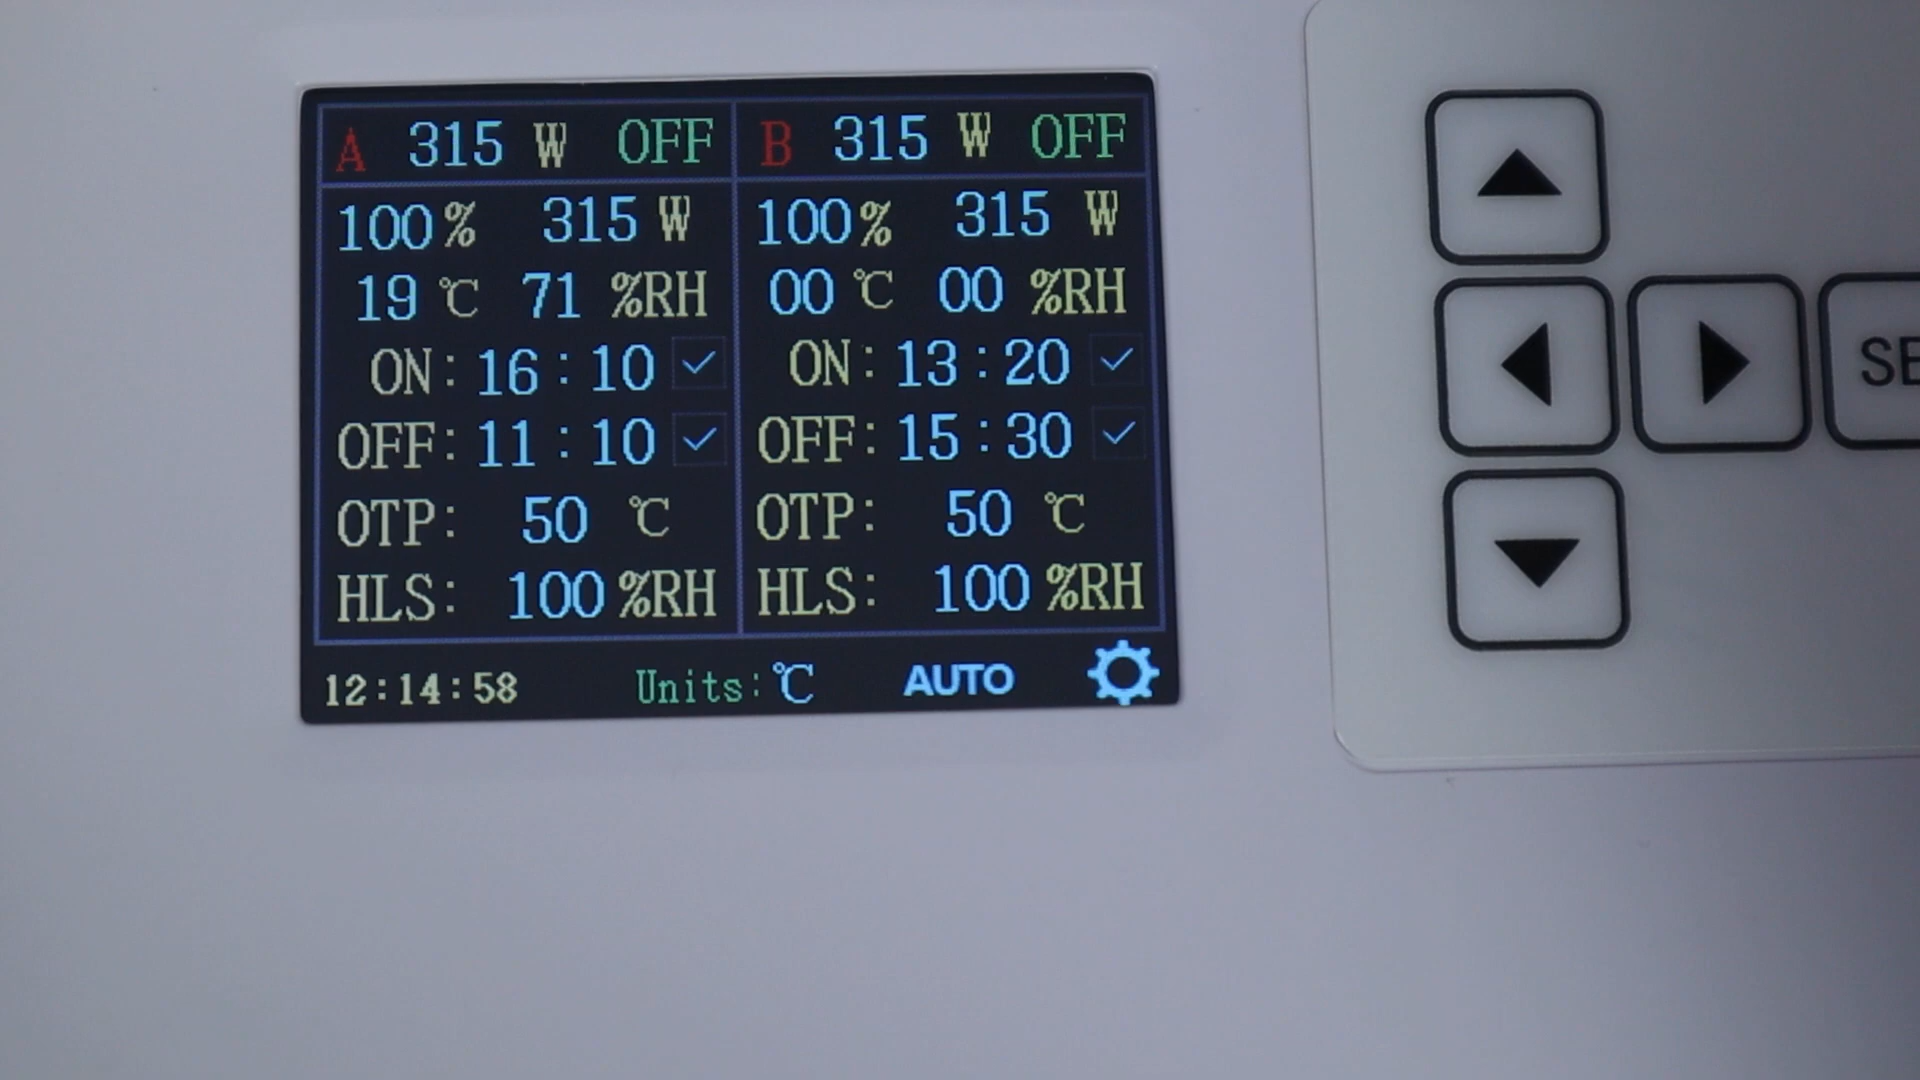 A 315 W OFF
100% 315 W
19 ℃ 71 %RH
ON: 16:10
OFF: 11:10
OTP: 50 ℃
HLS: 100 %RH
B 315 W OFF
100% 315 W
00 ℃ 00 %RH
ON: 13:20
OFF: 15:30
OTP: 50 ℃
HLS: 100 %RH
12:14:58 Units:℃ AUTO